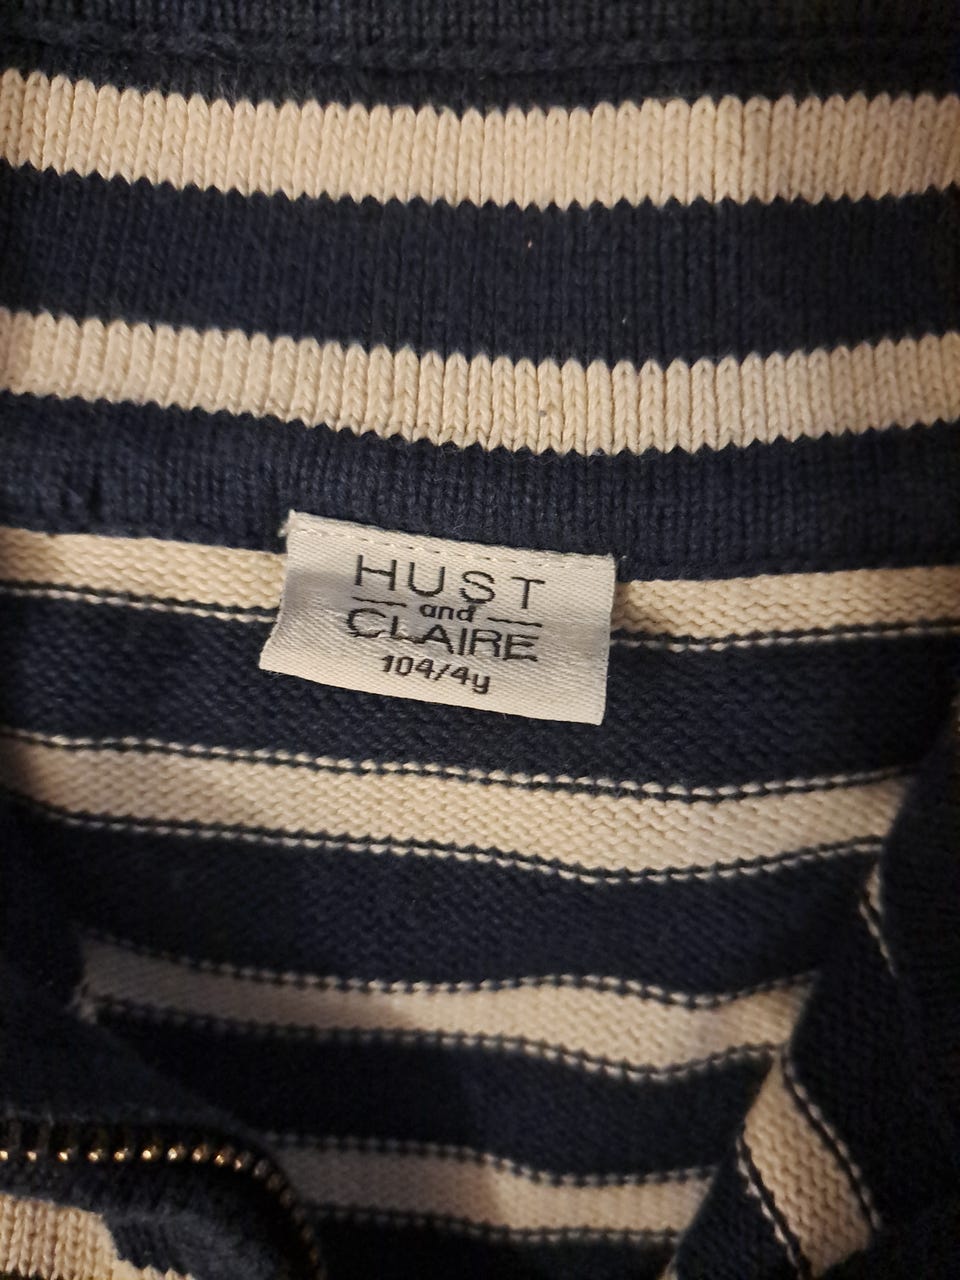 HUST
and
CLAIRE
104/4y